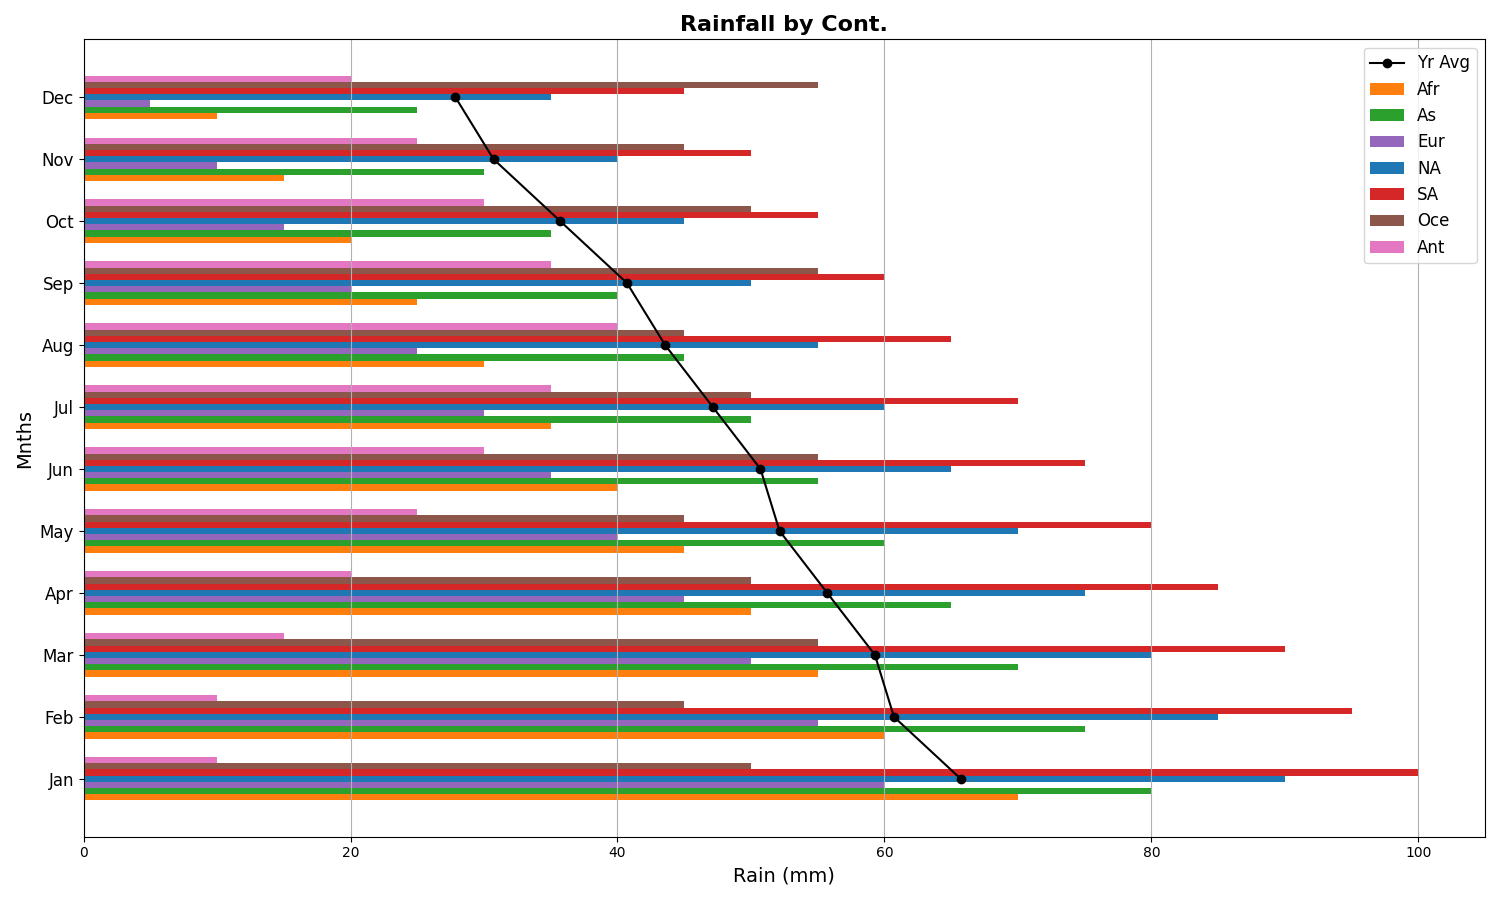 Rainfall by Cont.
Yr Avg
Afr
As
Eur
NA
SA
Oce
Ant
Mnths
Dec
Nov
Oct
Sep
Aug
Jul
Jun
May
Apr
Mar
Feb
Jan
0 20 40 60 80 100
Rain (mm)